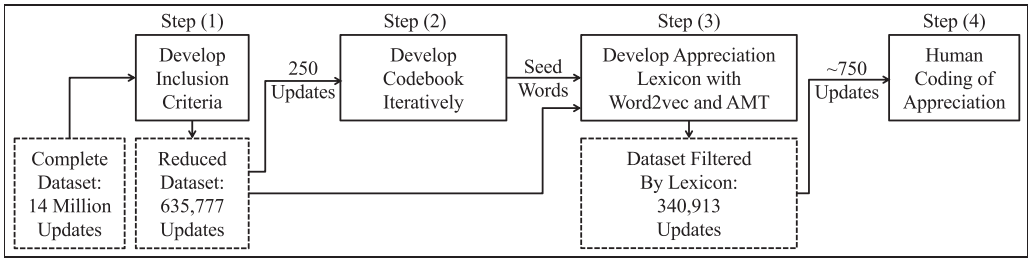 Step (1)
Develop
Inclusion
Criteria
Complete
Dataset:
14 Million
Updates
Reduced
Dataset:
635,777
Updates
250
Updates
Step (2)
Develop
Codebook
Iteratively
Seed
Words
Step (3)
Develop Appreciation
Lexicon with
Word2vec and AMT
Dataset Filtered
By Lexicon:
340,913
Updates
~750
Updates
Step (4)
Human
Coding of
Appreciation